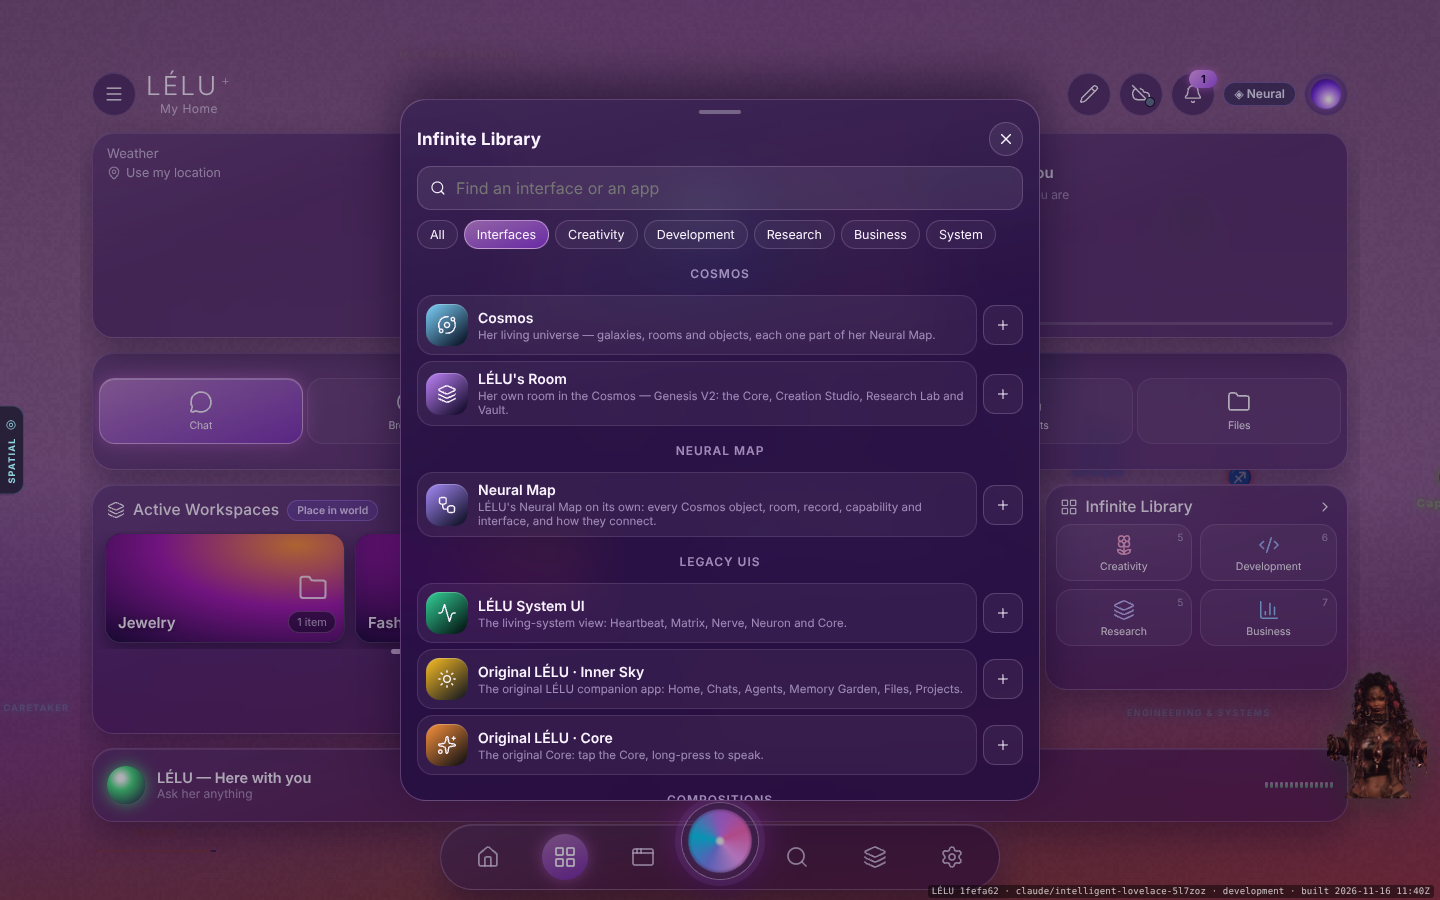 LÉLU +
My Home
1
◈ Neural
Weather
Use my location
ou
u are
Infinite Library
Find an interface or an app
All
Interfaces
Creativity
Development
Research
Business
System
COSMOS
Cosmos
Her living universe — galaxies, rooms and objects, each one part of her Neural Map.
LÉLU's Room
Her own room in the Cosmos — Genesis V2: the Core, Creation Studio, Research Lab and
Vault.
NEURAL MAP
Neural Map
LÉLU's Neural Map on its own: every Cosmos object, room, record, capability and
interface, and how they connect.
LEGACY UIS
LÉLU System UI
The living-system view: Heartbeat, Matrix, Nerve, Neuron and Core.
Original LÉLU · Inner Sky
The original LÉLU companion app: Home, Chats, Agents, Memory Garden, Files, Projects.
Original LÉLU · Core
The original Core: tap the Core, long-press to speak.
COMPOSITIONS
Chat
Br
ts
Files
SPATIAL
Active Workspaces
Place in world
Jewelry
1 item
Fash
Infinite Library
Creativity
5
Development
6
Research
5
Business
7
CARETAKER
ENGINEERING & SYSTEMS
Cap
LÉLU — Here with you
Ask her anything
LÉLU 1fefa62 · claude/intelligent-lovelace-5l7zoz · development · built 2026-11-16 11:40Z